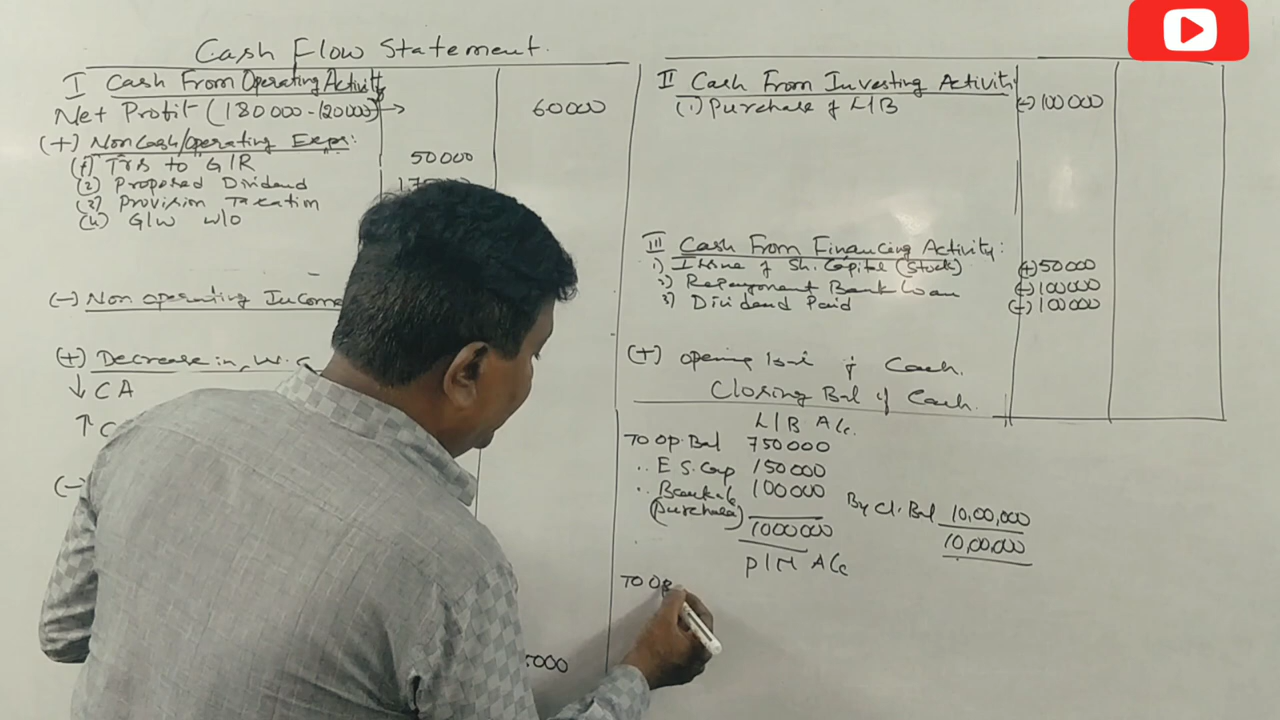 Cash Flow Statement.
I Cash From Operating Activity
Net Profit (180000-120000) → 60000
(+) Non Cash/operating Exps:
(1) Trs to G/R 50000
(2) Proposed Dividend
(3) Provision Taxation
(4) G/W w/o
(-) Non operating Income
(+) Decrease in W.C
↓ CA
↑ C
(-)
5000
II Cash From Investing Activity
(i) Purchase of L/B (-) 100000
III Cash From Financing Activity:
1) Issue of Sh. Capital (Stock) (+) 50000
2) Repayment Bank Loan (-) 100000
3) Dividend Paid (-) 100000
(+) opening Bal of Cash.
Closing Bal of Cash.
L/B A/c.
TO OP. Bal 750000
.. E S. Cap 150000
.. Bank A/c 100000
(Purchase) By Cl. Bal 10,00,000
1000000 10,00,000
P/M A/c
TO OP